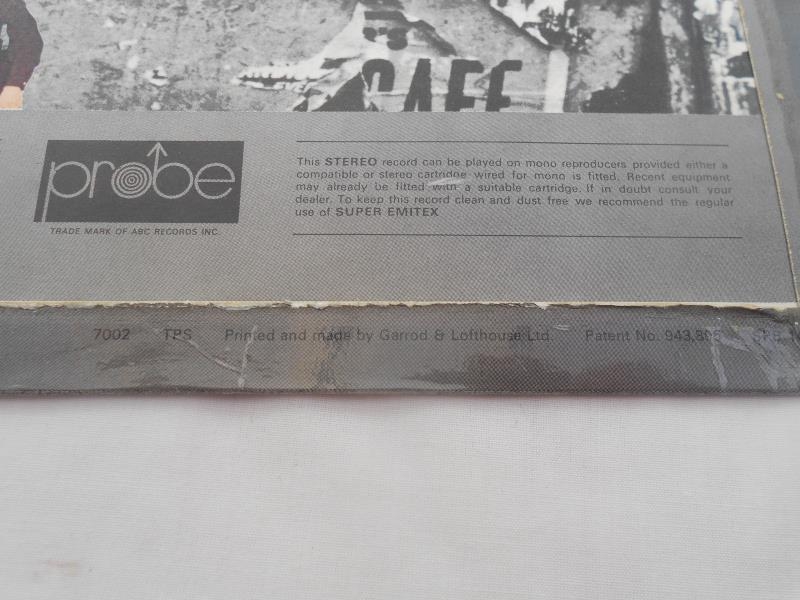 CAFE
probe
TRADE MARK OF ABC RECORDS INC.
This STEREO record can be played on mono reproducers provided either a
compatible or stereo cartridge wired for mono is fitted. Recent equipment
may already be fitted with a suitable cartridge. If in doubt consult your
dealer. To keep this record clean and dust free we recommend the regular
use of SUPER EMITEX
7002 TPS Printed and made by Garrod & Lofthouse Ltd. Patent No. 943,895